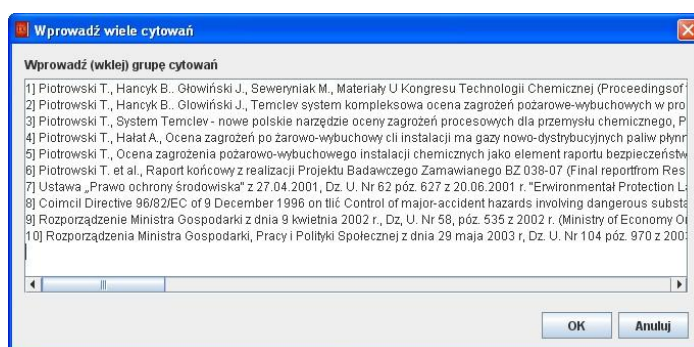 Wprowadź wiele cytowań
Wprowadź (wklej) grupę cytowań
1] Piotrowski T., Hancyk B.. Głowiński J., Seweryniak M., Materiały U Kongresu Technologii Chemicznej (Proceedingsof
2] Piotrowski T., Hancyk B.. Glowinski J., Temclev system kompleksowa ocena zagrożeń pożarowe-wybuchowych w pro
3] Piotrowski T., System Temclev - nowe polskie narzędzie oceny zagrożeń procesowych dla przemysłu chemicznego, P
4] Piotrowski T., Hałat A., Ocena zagrożeń po żarowo-wybuchowy cli instalacji ma gazy nowo-dystrybucyjnych paliw płynn
5] Piotrowski T., Ocena zagrożenia pożarowo-wybuchowego instalacji chemicznych jako element raportu bezpieczeństw
6] Piotrowski T. et al., Raport końcowy z realizacji Projektu Badawczego Zamawianego BZ 038-07 (Final reportfrom Res
7] Ustawa „Prawo ochrony środowiska" z 27.04.2001, Dz. U. Nr 62 póz. 627 z 20.06.2001 r. "Erwironmental Protection La
8] Coimcil Directive 96/82/EC of 9 December 1996 on tlić Control of major-accident hazards involving dangerous substa
9] Rozporządzenie Ministra Gospodarki z dnia 9 kwietnia 2002 r., Dz, U. Nr 58, póz. 535 z 2002 r. (Ministry of Economy
10] Rozporządzenia Ministra Gospodarki, Pracy i Polityki Społecznej z dnia 29 maja 2003 r, Dz. U. Nr 104 póz. 970 z
OK Anuluj